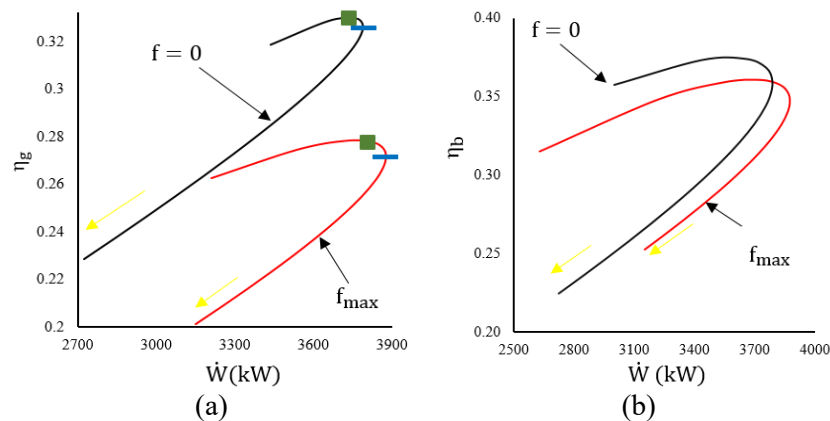 0.32
0.3
0.28
0.26
0.24
0.22
0.2
ηg
f = 0
fmax
2700
3000
3300
3600
3900
Ẇ (kW)
(a)
0.40
0.35
0.30
0.25
0.20
ηb
f = 0
fmax
2500
2800
3100
3400
3700
4000
Ẇ (kW)
(b)